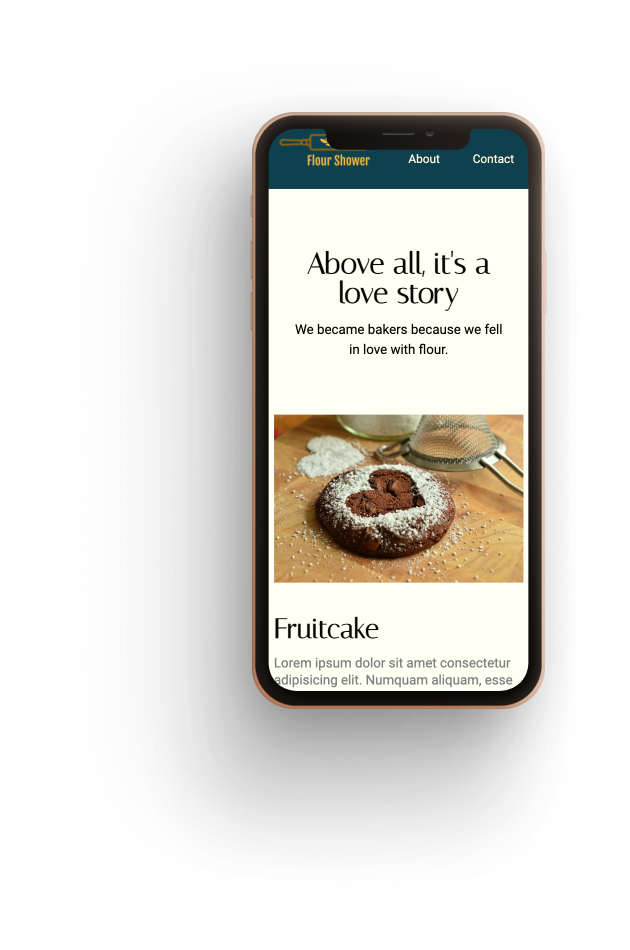 Flour Shower
About
Contact
Above all, it's a
love story
We became bakers because we fell
in love with flour.
Fruitcake
Lorem ipsum dolor sit amet consectetur
adipisicing elit. Numquam aliquam, esse